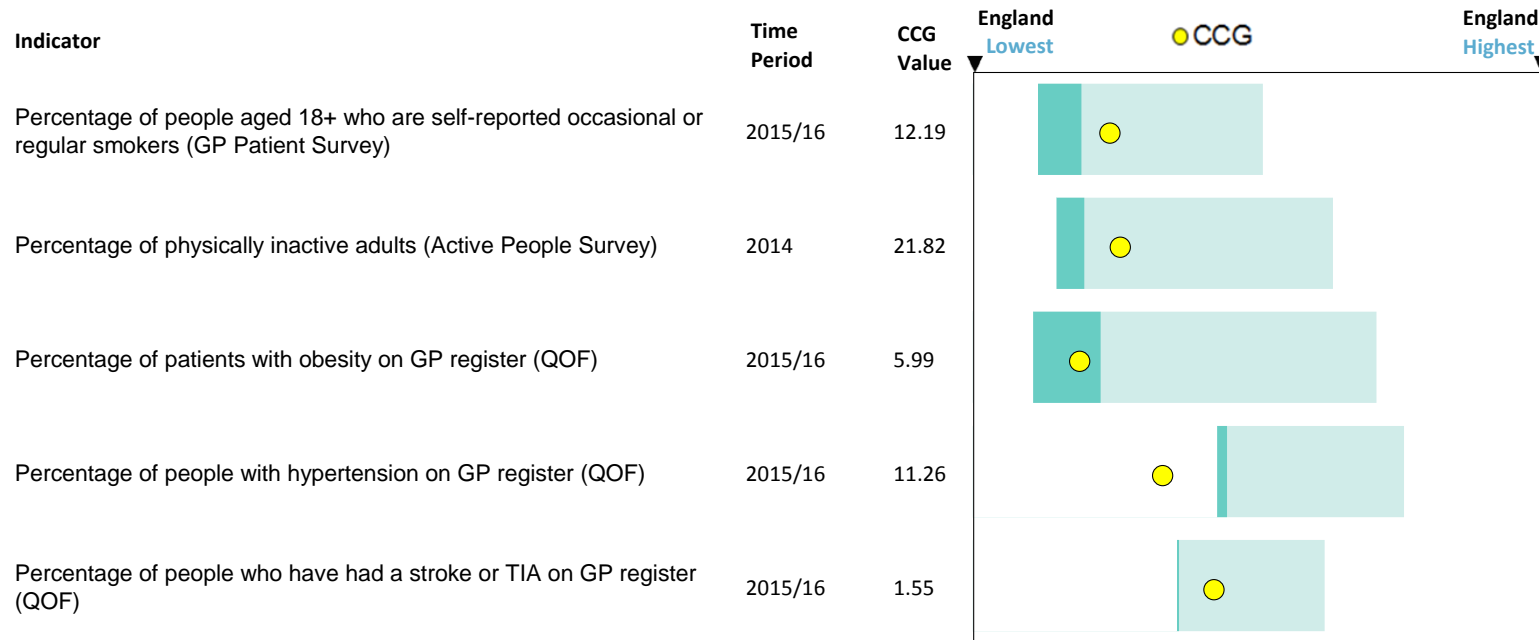 Indicator
Time
Period
CCG
Value
England
Lowest
CCG
England
Highest
Percentage of people aged 18+ who are self-reported occasional or
regular smokers (GP Patient Survey)
2015/16
12.19
Percentage of physically inactive adults (Active People Survey)
2014
21.82
Percentage of patients with obesity on GP register (QOF)
2015/16
5.99
Percentage of people with hypertension on GP register (QOF)
2015/16
11.26
Percentage of people who have had a stroke or TIA on GP register
(QOF)
2015/16
1.55